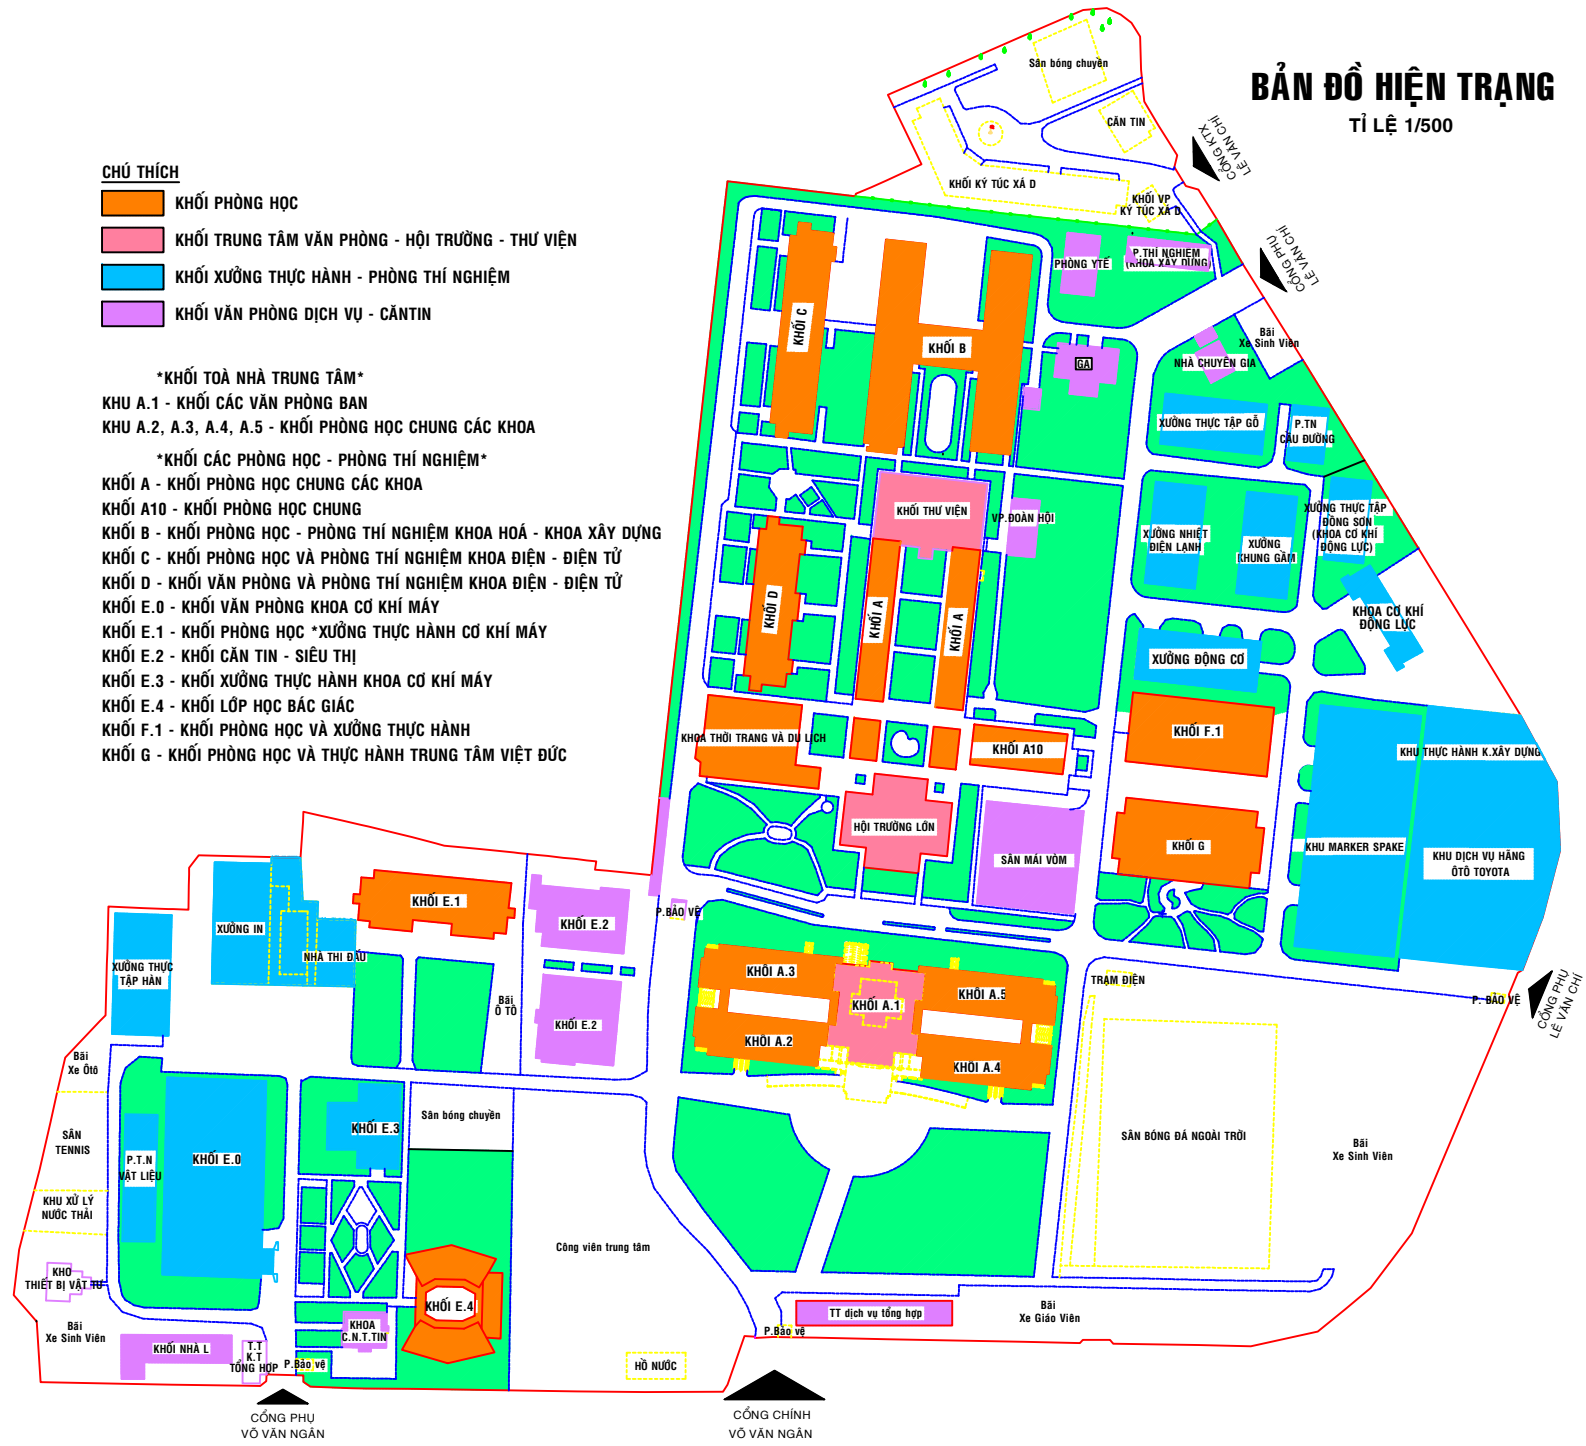 BẢN ĐỒ HIỆN TRẠNG
TỈ LỆ 1/500
CHÚ THÍCH
KHỐI PHÒNG HỌC
KHỐI TRUNG TÂM VĂN PHÒNG - HỘI TRƯỜNG - THƯ VIỆN
KHỐI XƯỞNG THỰC HÀNH - PHÒNG THÍ NGHIỆM
KHỐI VĂN PHÒNG DỊCH VỤ - CĂNTIN
*KHỐI TOÀ NHÀ TRUNG TÂM*
KHU A.1 - KHỐI CÁC VĂN PHÒNG BAN
KHU A.2, A.3, A.4, A.5 - KHỐI PHÒNG HỌC CHUNG CÁC KHOA
*KHỐI CÁC PHÒNG HỌC - PHÒNG THÍ NGHIỆM*
KHỐI A - KHỐI PHÒNG HỌC CHUNG CÁC KHOA
KHỐI A10 - KHỐI PHÒNG HỌC CHUNG
KHỐI B - KHỐI PHÒNG HỌC - PHÒNG THÍ NGHIỆM KHOA HOÁ - KHOA XÂY DỰNG
KHỐI C - KHỐI PHÒNG HỌC VÀ PHÒNG THÍ NGHIỆM KHOA ĐIỆN - ĐIỆN TỬ
KHỐI D - KHỐI VĂN PHÒNG VÀ PHÒNG THÍ NGHIỆM KHOA ĐIỆN - ĐIỆN TỬ
KHỐI E.0 - KHỐI VĂN PHÒNG KHOA CƠ KHÍ MÁY
KHỐI E.1 - KHỐI PHÒNG HỌC *XƯỞNG THỰC HÀNH CƠ KHÍ MÁY
KHỐI E.2 - KHỐI CĂN TIN - SIÊU THỊ
KHỐI E.3 - KHỐI XƯỞNG THỰC HÀNH KHOA CƠ KHÍ MÁY
KHỐI E.4 - KHỐI LỚP HỌC BÁC GIÁC
KHỐI F.1 - KHỐI PHÒNG HỌC VÀ XƯỞNG THỰC HÀNH
KHỐI G - KHỐI PHÒNG HỌC VÀ THỰC HÀNH TRUNG TÂM VIỆT ĐỨC
Sân bóng chuyền
CĂN TIN
CỔNG KTX
LÊ VĂN CHÍ
KHỐI KÝ TÚC XÁ D
KHỐI VP
KÝ TÚC XÁ D
CỔNG PHỤ
LÊ VĂN CHÍ
PHÒNG YTẾ
P.THÍ NGHIỆM
(KHOA XÂY DỰNG)
KHỐI C
KHỐI B
GA
Bãi
Xe Sinh Viên
NHÀ CHUYÊN GIA
XƯỞNG THỰC TẬP GỖ
P.TN
CẦU ĐƯỜNG
KHỐI THƯ VIỆN
VP.ĐOÀN HỘI
XƯỞNG NHIỆT
ĐIỆN LẠNH
XƯỞNG
KHUNG GẦM
XƯỞNG THỰC TẬP
ĐỒNG SƠN
(KHOA CƠ KHÍ
ĐỘNG LỰC)
KHỐI D
KHỐI A
KHỐI A
KHOA CƠ KHÍ
ĐỘNG LỰC
XƯỞNG ĐỘNG CƠ
KHOA THỜI TRANG VÀ DU LỊCH
KHỐI A10
KHỐI F.1
KHU THỰC HÀNH K.XÂY DỰNG
HỘI TRƯỜNG LỚN
SÂN MÁI VÒM
KHỐI G
KHU MARKER SPAKE
KHU DỊCH VỤ HÃNG
ÔTÔ TOYOTA
KHỐI E.1
KHỐI E.2
P.BẢO VỆ
XƯỞNG IN
NHÀ THI ĐẤU
XƯỞNG THỰC
TẬP HÀN
Bãi
Ô TÔ
KHỐI E.2
KHỐI A.3
KHỐI A.1
KHỐI A.5
KHỐI A.2
KHỐI A.4
TRẠM ĐIỆN
P. BẢO VỆ
CỔNG PHỤ
LÊ VĂN CHÍ
Bãi
Xe Ôtô
SÂN
TENNIS
P.T.N
VẬT LIỆU
KHỐI E.0
KHỐI E.3
Sân bóng chuyền
SÂN BÓNG ĐÁ NGOÀI TRỜI
Bãi
Xe Sinh Viên
KHU XỬ LÝ
NƯỚC THẢI
Công viên trung tâm
KHO
THIẾT BỊ VẬT TƯ
Bãi
Xe Sinh Viên
KHỐI NHÀ L
T.T
K.T
TỔNG HỢP
P.Bảo vệ
KHOA
C.N.T.TIN
KHỐI E.4
HỒ NƯỚC
P.Bảo vệ
TT dịch vụ tổng hợp
Bãi
Xe Giáo Viên
CỔNG PHỤ
VÕ VĂN NGÂN
CỔNG CHÍNH
VÕ VĂN NGÂN